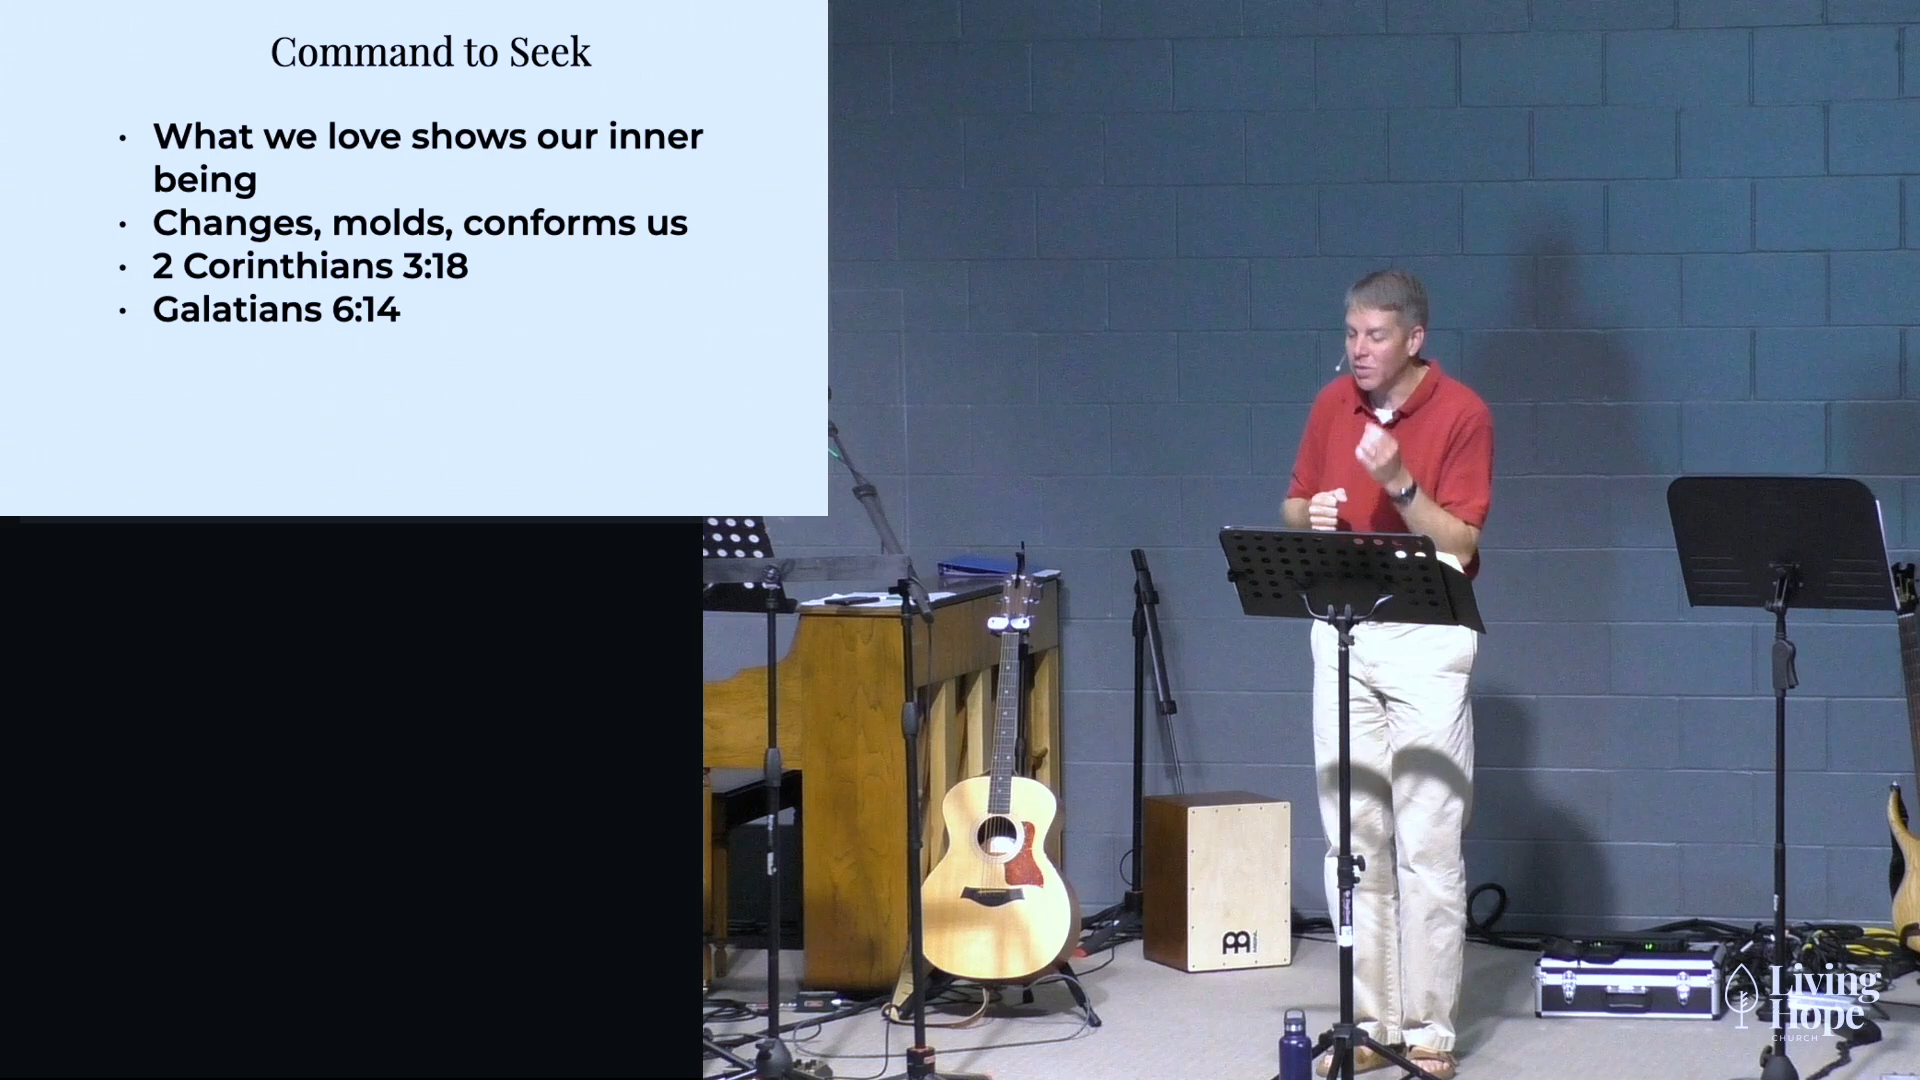 Command to Seek
• What we love shows our inner
being
• Changes, molds, conforms us
• 2 Corinthians 3:18
• Galatians 6:14
Living
Hope
CHURCH